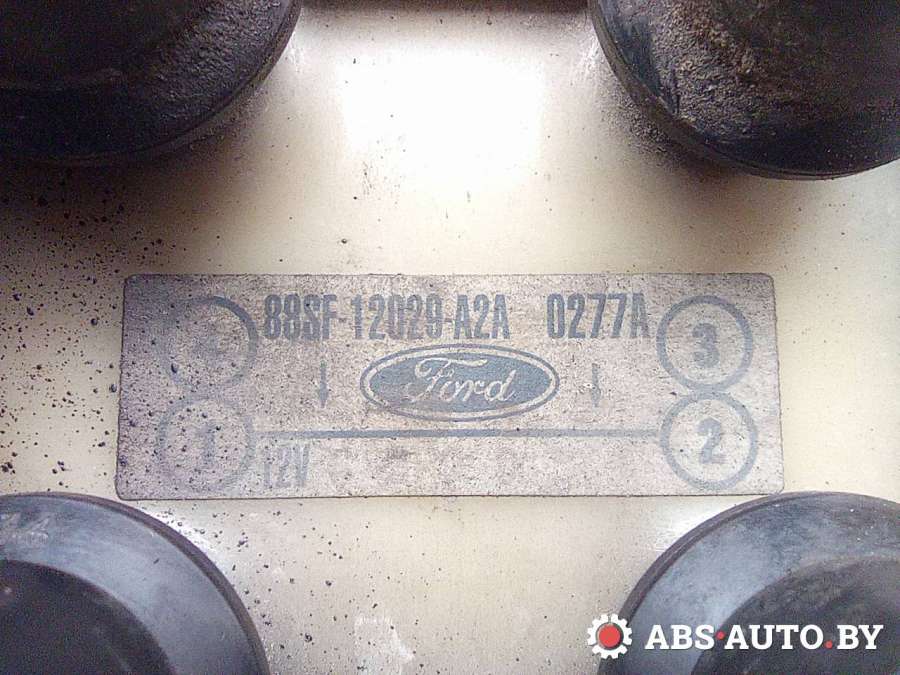 88SF-12029-A2A 0277A
3
Ford
1 2
12V
ABS-AUTO.BY